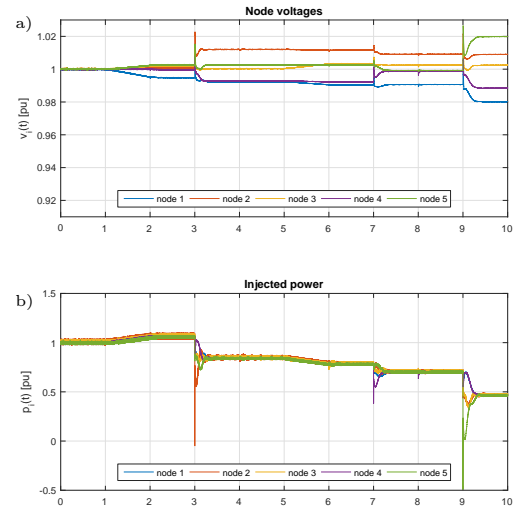 Node voltages
a)
1.02
1
0.98
0.96
0.94
0.92
v_i(t) [pu]
node 1 node 2 node 3 node 4 node 5
0 1 2 3 4 5 6 7 8 9 10
Injected power
b)
1.5
1
0.5
0
-0.5
p_i(t) [pu]
node 1 node 2 node 3 node 4 node 5
0 1 2 3 4 5 6 7 8 9 10